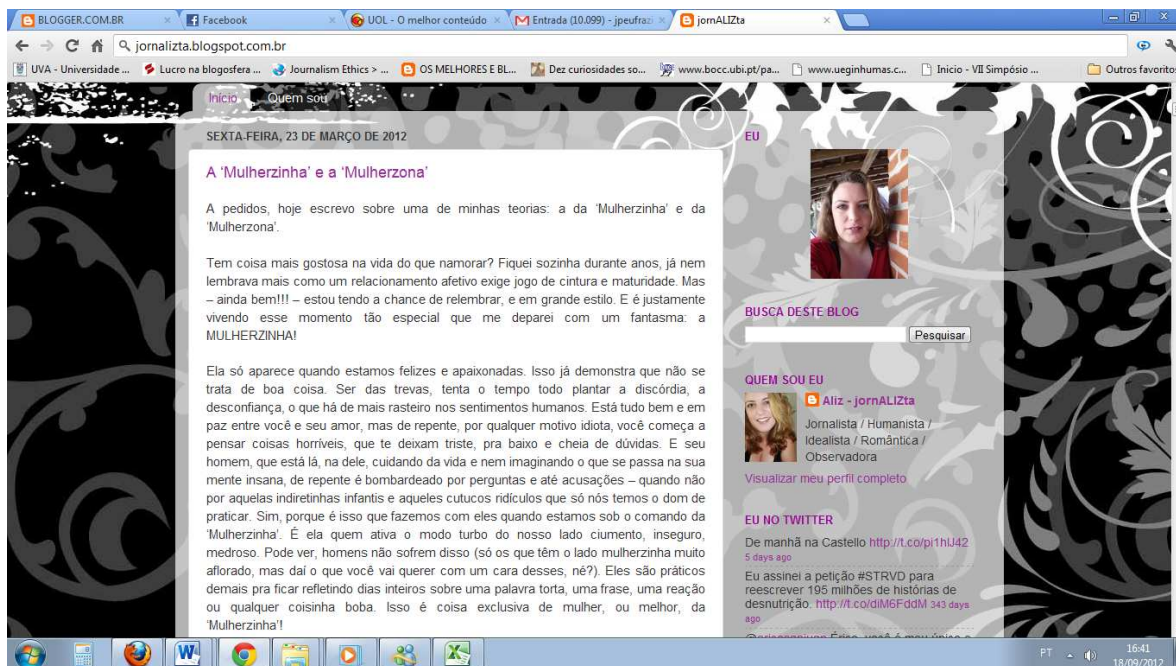 BLOGGER.COM.BR
Facebook
UOL - O melhor conteúdo
Entrada (10.099) - jpeufrazi
jornALIZta
jornalizta.blogspot.com.br
UVA - Universidade ...
Lucro na blogosfera ...
Journalism Ethics > ...
OS MELHORES E BL...
Dez curiosidades so...
www.bocc.ubi.pt/pa...
www.ueginhumas.c...
Inicio - VII Simpósio ...
Outros favoritos
Início
Quem sou
SEXTA-FEIRA, 23 DE MARÇO DE 2012
A ‘Mulherzinha’ e a ‘Mulherzona’
A pedidos, hoje escrevo sobre uma de minhas teorias: a da ‘Mulherzinha’ e da
‘Mulherzona’.
Tem coisa mais gostosa na vida do que namorar? Fiquei sozinha durante anos, já nem
lembrava mais como um relacionamento afetivo exige jogo de cintura e maturidade. Mas
– ainda bem!!! – estou tendo a chance de relembrar, e em grande estilo. E é justamente
vivendo esse momento tão especial que me deparei com um fantasma: a
MULHERZINHA!
Ela só aparece quando estamos felizes e apaixonadas. Isso já demonstra que não se
trata de boa coisa. Ser das trevas, tenta o tempo todo plantar a discórdia, a
desconfiança, o que há de mais rasteiro nos sentimentos humanos. Está tudo bem e em
paz entre você e seu amor, mas de repente, por qualquer motivo idiota, você começa a
pensar coisas horríveis, que te deixam triste, pra baixo e cheia de dúvidas. E seu
homem, que está lá, na dele, cuidando da vida e nem imaginando o que se passa na sua
mente insana, de repente é bombardeado por perguntas e até acusações – quando não
por aquelas indiretinhas infantis e aqueles cutucos ridículos que só nós temos o dom de
praticar. Sim, porque é isso que fazemos com eles quando estamos sob o comando da
‘Mulherzinha’. É ela quem ativa o modo turbo do nosso lado ciumento, inseguro,
medroso. Pode ver, homens não sofrem disso (só os que têm o lado mulherzinha muito
aflorado, mas daí o que você vai querer com um cara desses, né?). Eles são práticos
demais pra ficar refletindo dias inteiros sobre uma palavra torta, uma frase, uma reação
ou qualquer coisinha boba. Isso é coisa exclusiva de mulher, ou melhor, da
‘Mulherzinha’!
EU
BUSCA DESTE BLOG
Pesquisar
QUEM SOU EU
Aliz - jornALIZta
Jornalista / Humanista /
Idealista / Romântica /
Observadora
Visualizar meu perfil completo
EU NO TWITTER
De manhã na Castello http://t.co/pi1hlJ42
5 days ago
Eu assinei a petição #STRVD para
reescrever 195 milhões de histórias de
desnutrição. http://t.co/diM6FddM 343 days
ago
PT
16:41
18/09/2012